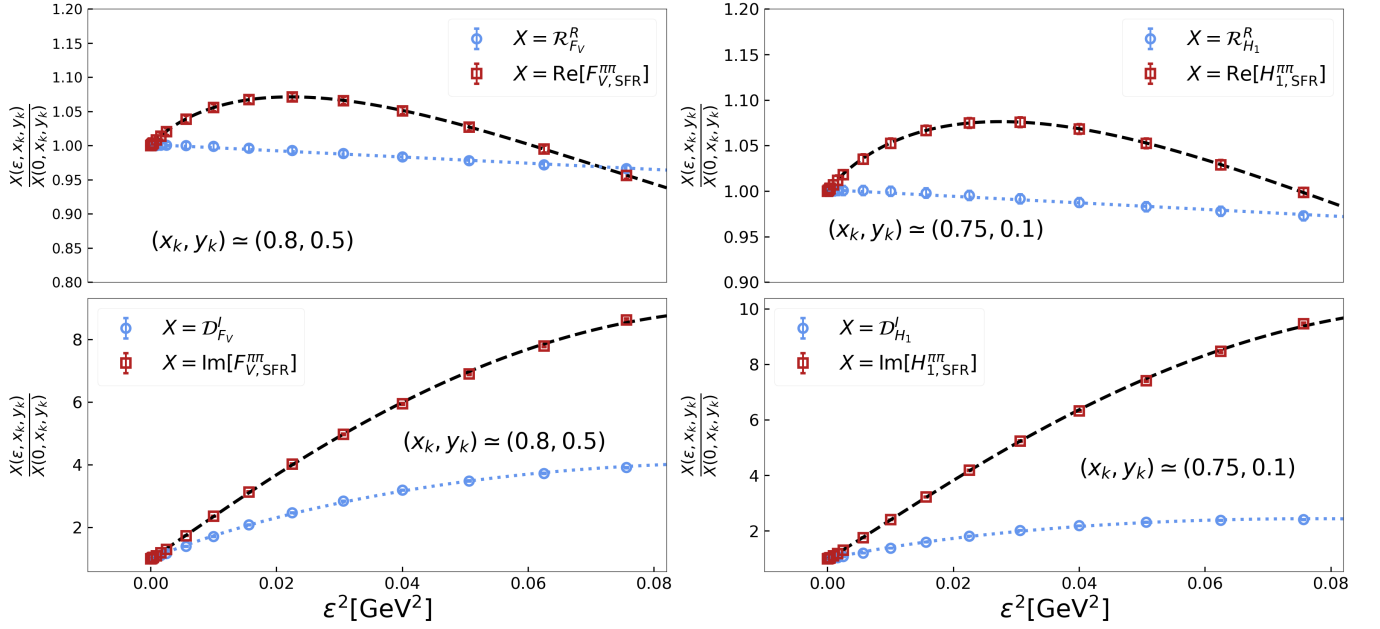 1.20
1.15
1.10
1.05
1.00
0.95
0.90
0.85
0.80
X(ε, x_k, y_k)
X(0, x_k, y_k)
X = ℛ^R_{F_V}
X = Re[F^{ππ}_{V,SFR}]
(x_k, y_k) ≃ (0.8, 0.5)
1.20
1.15
1.10
1.05
1.00
0.95
0.90
X(ε, x_k, y_k)
X(0, x_k, y_k)
X = ℛ^R_{H_1}
X = Re[H^{ππ}_{1,SFR}]
(x_k, y_k) ≃ (0.75, 0.1)
8
6
4
2
X(ε, x_k, y_k)
X(0, x_k, y_k)
X = 𝒟^I_{F_V}
X = Im[F^{ππ}_{V,SFR}]
(x_k, y_k) ≃ (0.8, 0.5)
0.00 0.02 0.04 0.06 0.08
ε²[GeV²]
10
8
6
4
2
X(ε, x_k, y_k)
X(0, x_k, y_k)
X = 𝒟^I_{H_1}
X = Im[H^{ππ}_{1,SFR}]
(x_k, y_k) ≃ (0.75, 0.1)
0.00 0.02 0.04 0.06 0.08
ε²[GeV²]